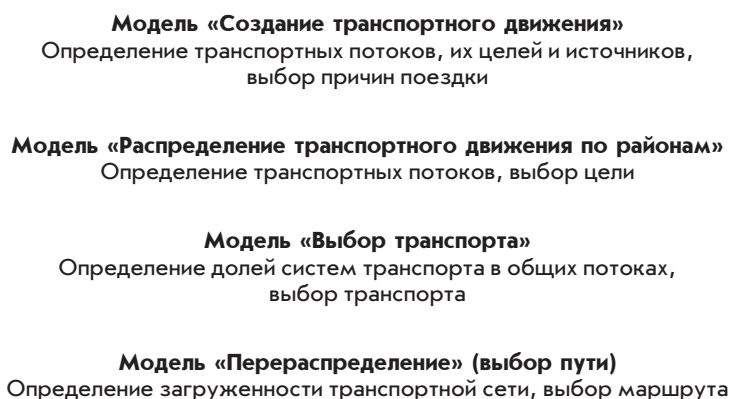 Модель «Создание транспортного движения»
Определение транспортных потоков, их целей и источников,
выбор причин поездки
Модель «Распределение транспортного движения по районам»
Определение транспортных потоков, выбор цели
Модель «Выбор транспорта»
Определение долей систем транспорта в общих потоках,
выбор транспорта
Модель «Перераспределение» (выбор пути)
Определение загруженности транспортной сети, выбор маршрута